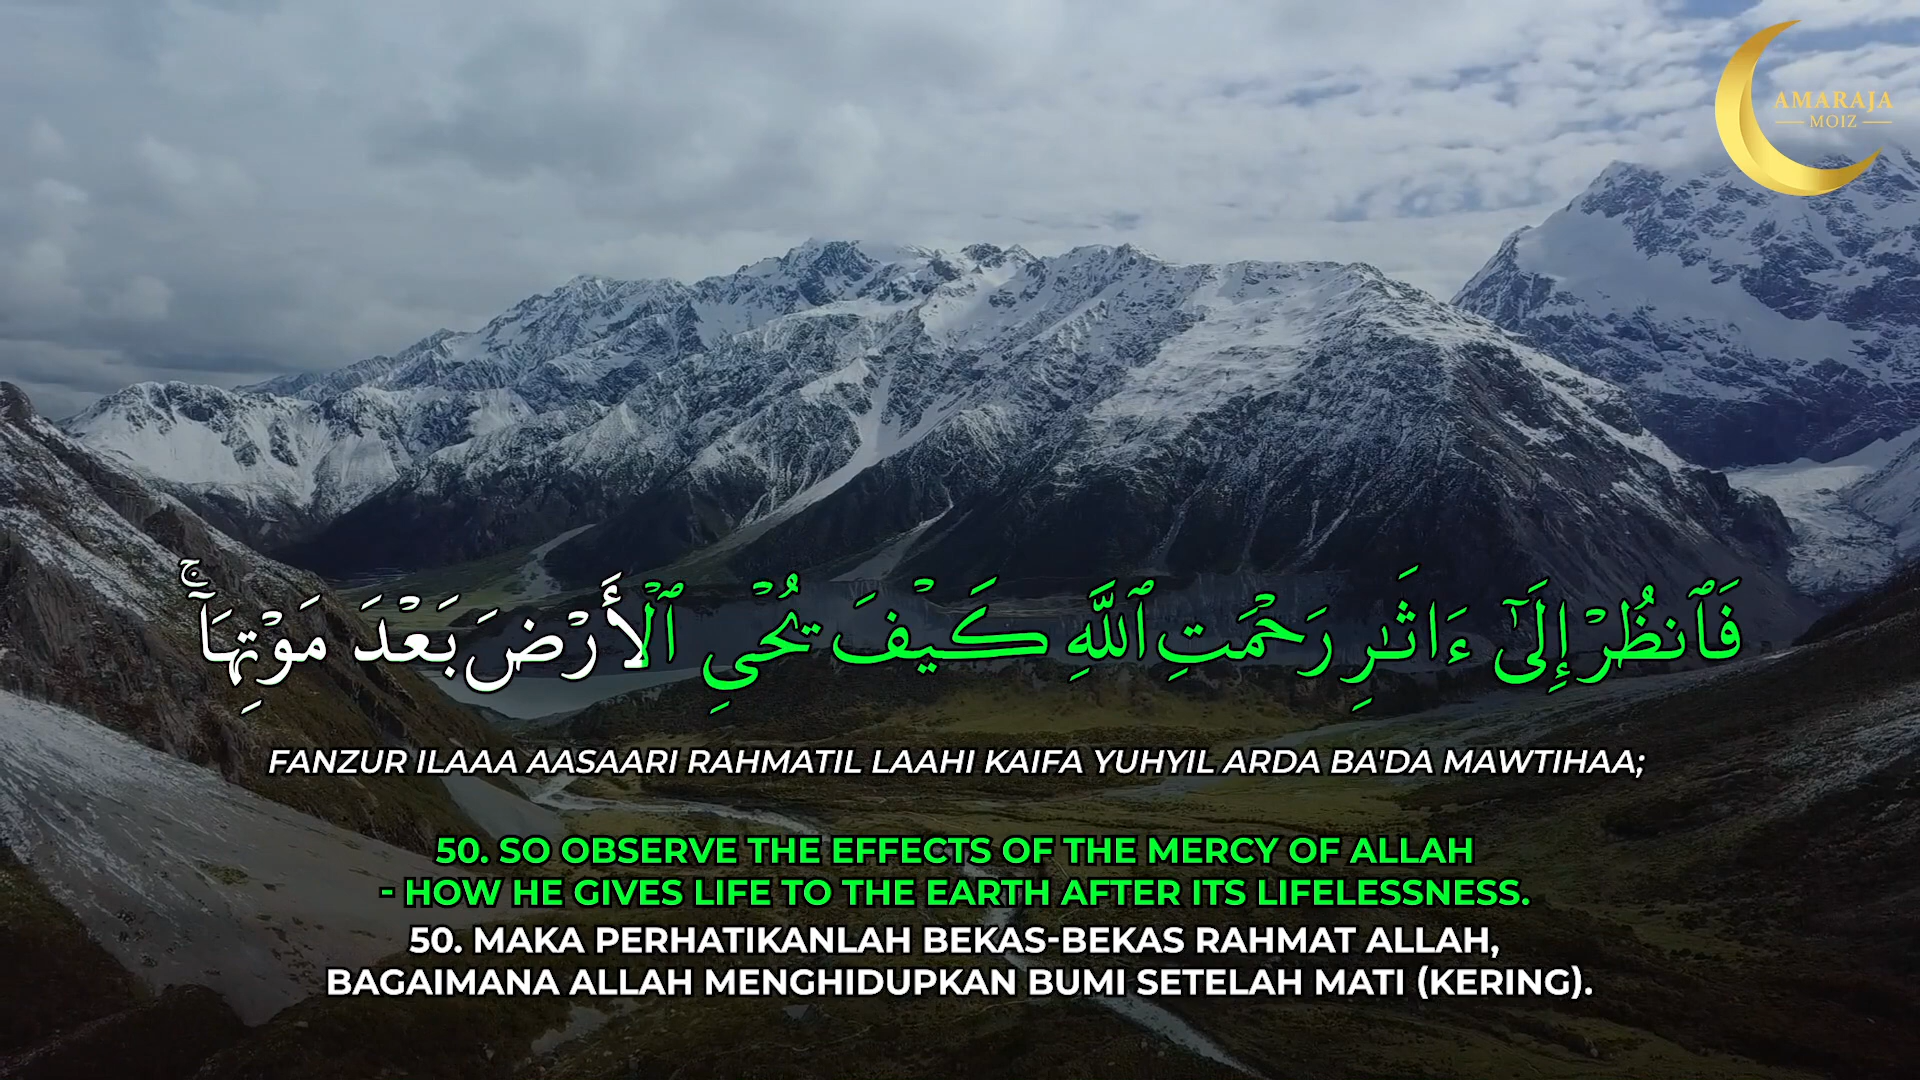 AMARAJA
MOIZ
فَٱنظُرْ إِلَىٰٓ ءَاثَـٰرِ رَحْمَتِ ٱللَّهِ كَيْفَ يُحْىِ ٱلْأَرْضَ بَعْدَ مَوْتِهَآ ۚ
FANZUR ILAAA AASAARI RAHMATIL LAAHI KAIFA YUHYIL ARDA BA'DA MAWTIHAA;
50. SO OBSERVE THE EFFECTS OF THE MERCY OF ALLAH
- HOW HE GIVES LIFE TO THE EARTH AFTER ITS LIFELESSNESS.
50. MAKA PERHATIKANLAH BEKAS-BEKAS RAHMAT ALLAH,
BAGAIMANA ALLAH MENGHIDUPKAN BUMI SETELAH MATI (KERING).